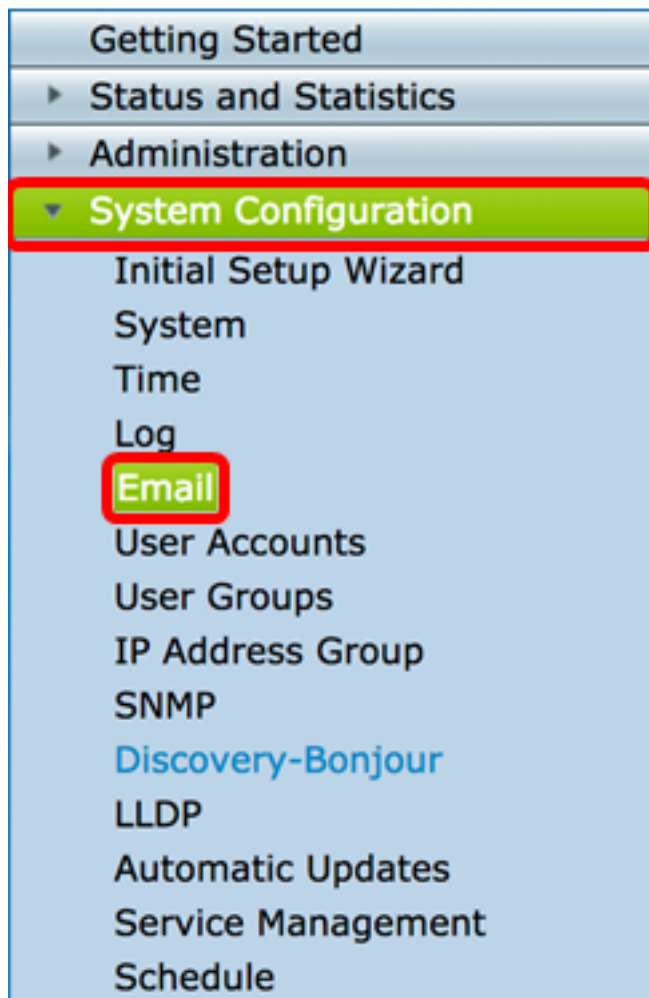 Getting Started
Status and Statistics
Administration
System Configuration
Initial Setup Wizard
System
Time
Log
Email
User Accounts
User Groups
IP Address Group
SNMP
Discovery-Bonjour
LLDP
Automatic Updates
Service Management
Schedule